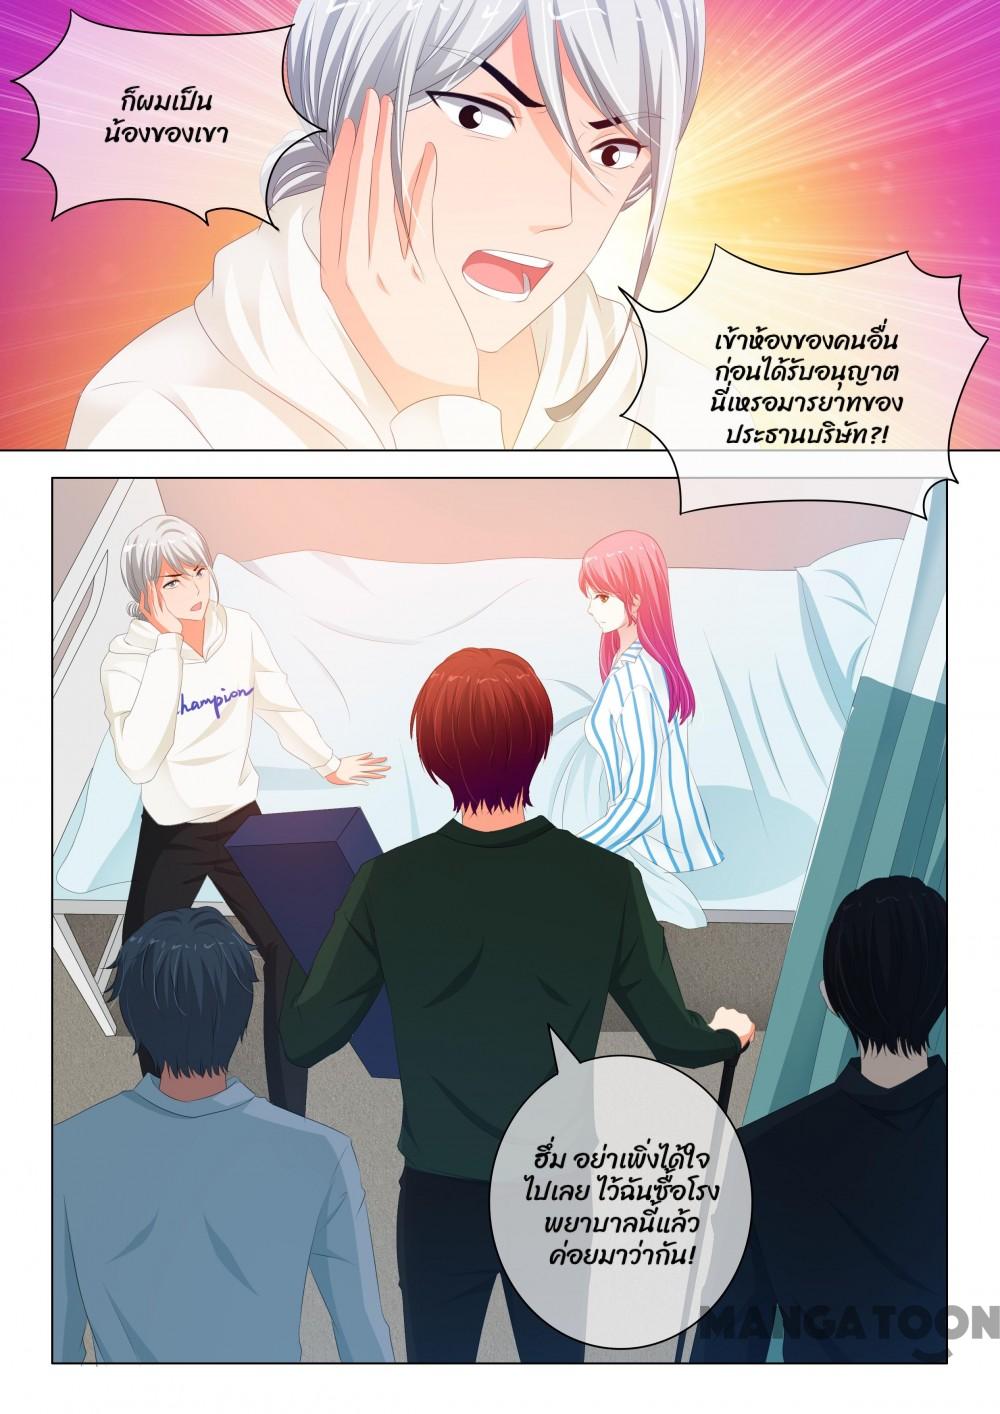 ก็ผมเป็น
น้องของเขา
เข้าห้องของคนอื่น
ก่อนได้รับอนุญาต
นี่เหรอมารยาทของ
ประธานบริษัท?!
champion
ฮึ่ม อย่าเพิ่งได้ใจ
ไปเลย ไว้ฉันซื้อโรง
พยาบาลนี้แล้ว
ค่อยมาว่ากัน!
MANGATOON